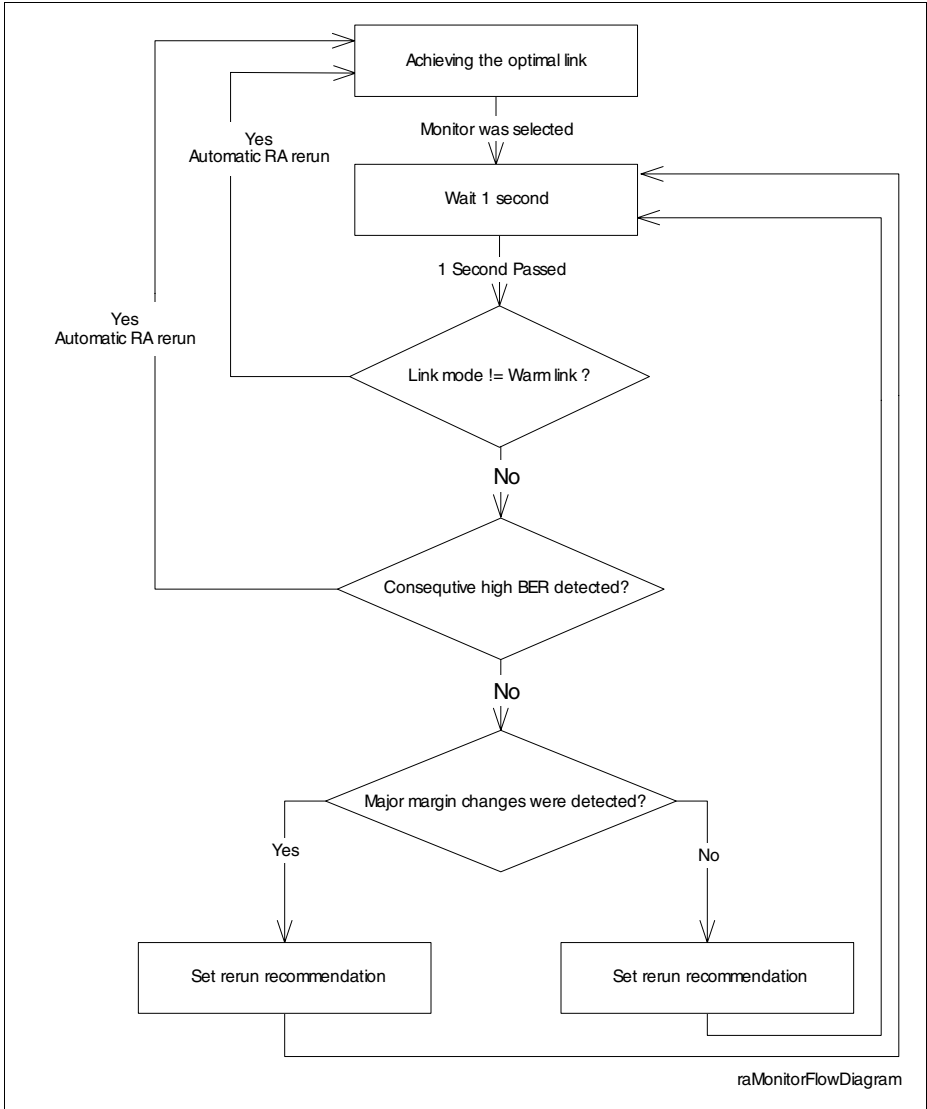 Achieving the optimal link
Monitor was selected
Yes
Automatic RA rerun
Wait 1 second
1 Second Passed
Yes
Automatic RA rerun
Link mode != Warm link ?
No
Consequtive high BER detected?
No
Major margin changes were detected?
Yes
No
Set rerun recommendation
Set rerun recommendation
raMonitorFlowDiagram